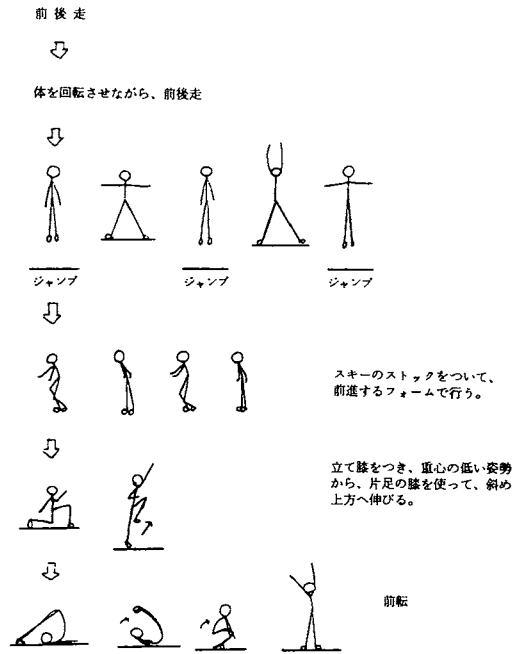 前後走
体を回転させながら、前後走
ジャンプ ジャンプ ジャンプ
スキーのストックをついて、
前進するフォームで行う。
立て膝をつき、重心の低い姿勢
から、片足の膝を使って、斜め
上方へ伸びる。
前転